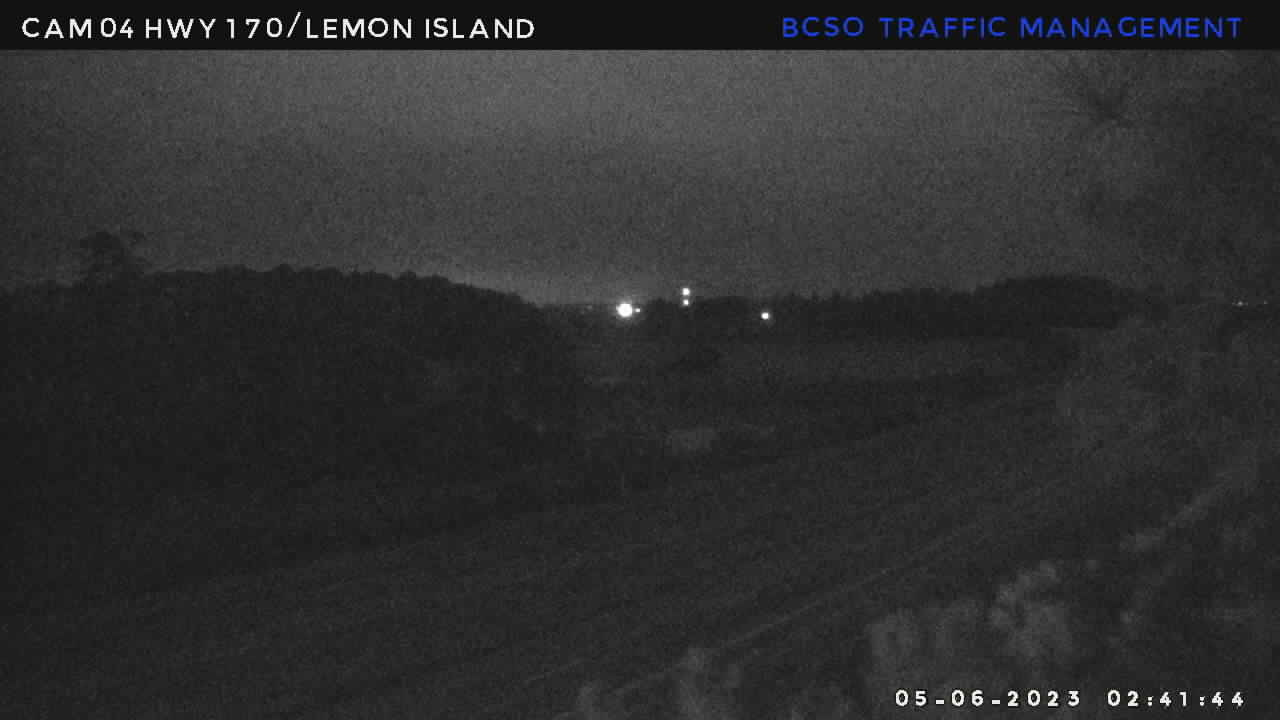 CAM04 HWY 170/LEMON ISLAND
BCSO TRAFFIC MANAGEMENT
05-06-2023 02:41:44